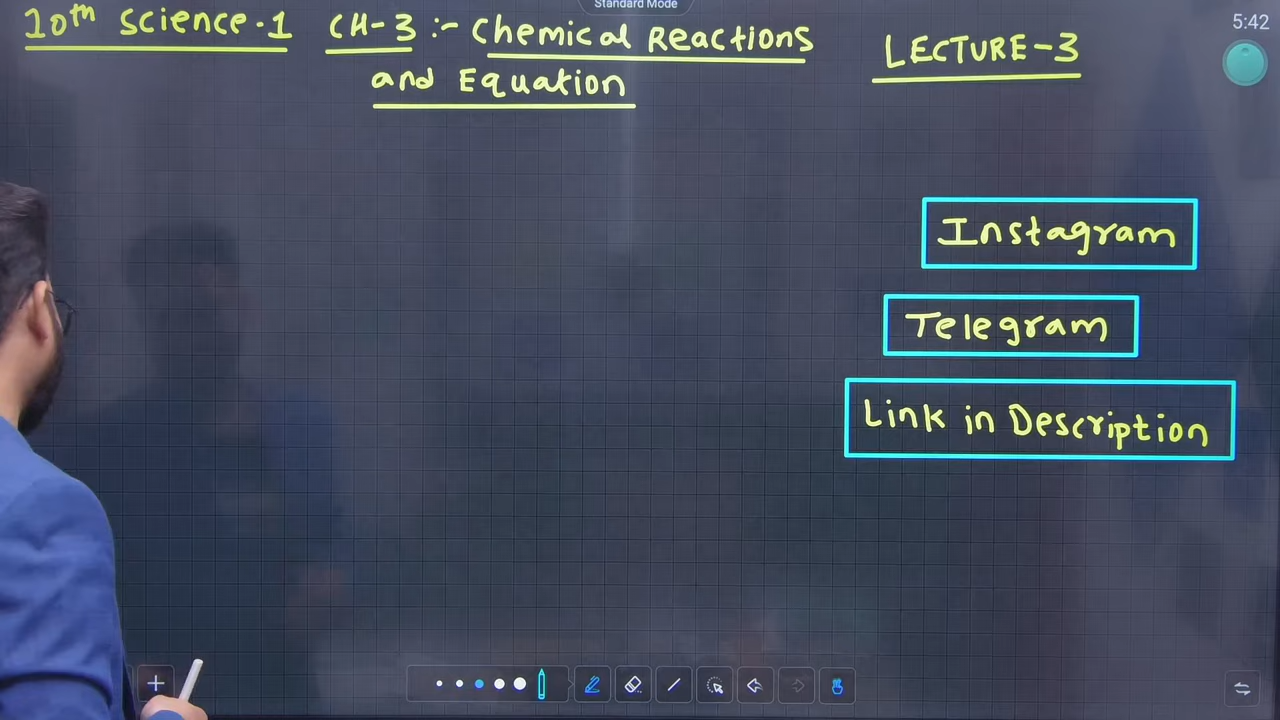 Standard Mode
5:42
10th Science-1 CH-3 :- Chemical Reactions
and Equation
LECTURE-3
Instagram
Telegram
Link in Description